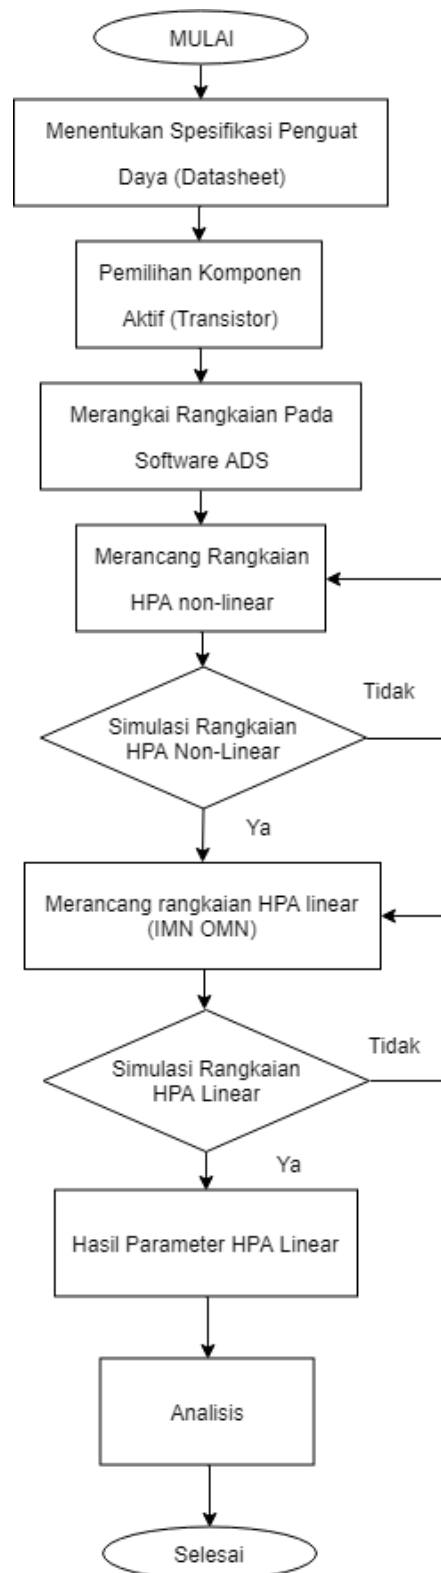 MULAI
Menentukan Spesifikasi Penguat
Daya (Datasheet)
Pemilihan Komponen
Aktif (Transistor)
Merangkai Rangkaian Pada
Software ADS
Merancang Rangkaian
HPA non-linear
Tidak
Simulasi Rangkaian
HPA Non-Linear
Ya
Merancang rangkaian HPA linear
(IMN OMN)
Tidak
Simulasi Rangkaian
HPA Linear
Ya
Hasil Parameter HPA Linear
Analisis
Selesai